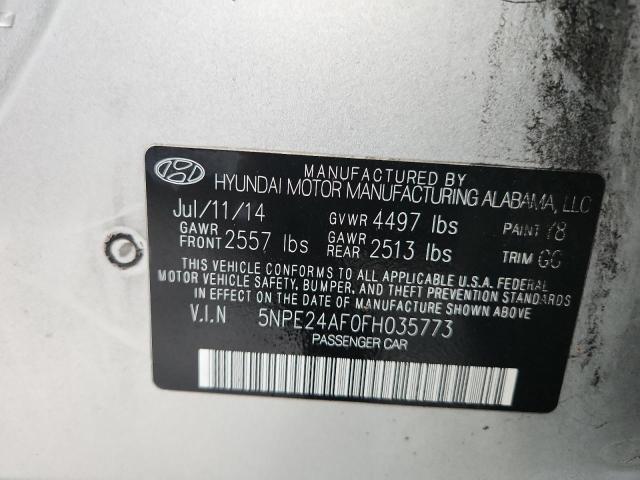 MANUFACTURED BY
HYUNDAI MOTOR MANUFACTURING ALABAMA, LLC
Jul/11/14 GVWR 4497 lbs PAINT Y8
GAWR FRONT 2557 lbs GAWR REAR 2513 lbs TRIM GG
THIS VEHICLE CONFORMS TO ALL APPLICABLE U.S.A. FEDERAL
MOTOR VEHICLE SAFETY, BUMPER, AND THEFT PREVENTION STANDARDS
IN EFFECT ON THE DATE OF MANUFACTURE SHOWN ABOVE.
V.I.N 5NPE24AF0FH035773
PASSENGER CAR